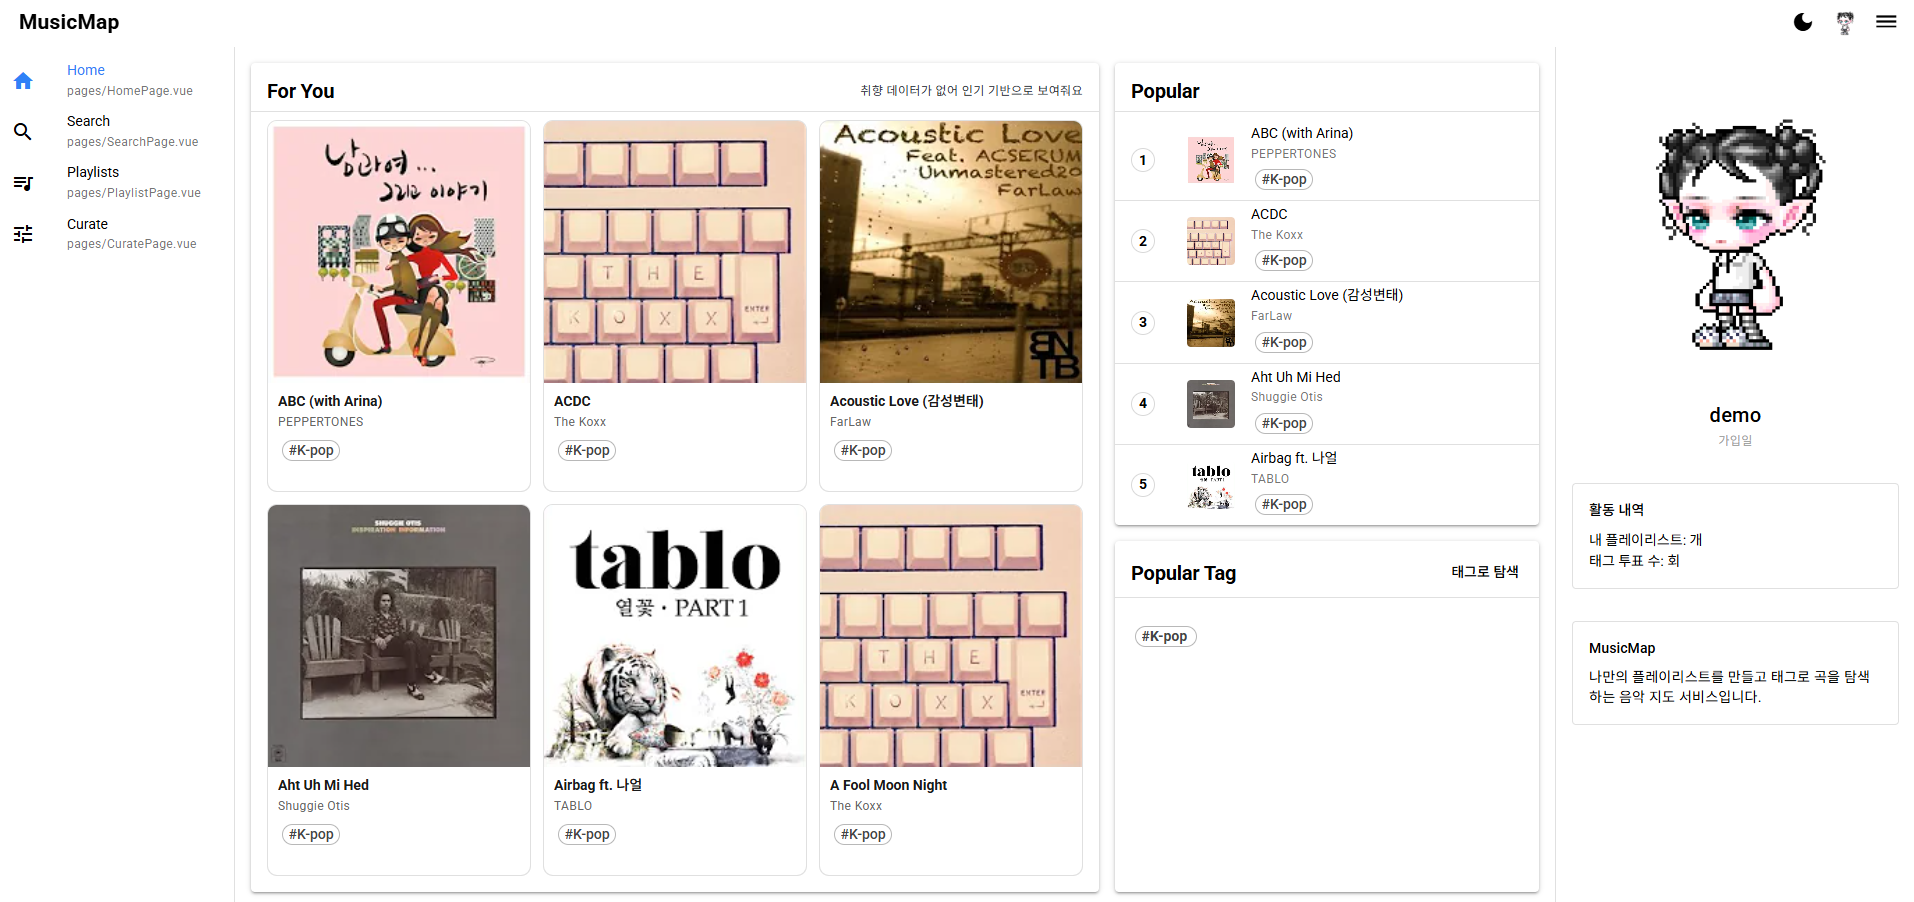 MusicMap
Home
pages/HomePage.vue
Search
pages/SearchPage.vue
Playlists
pages/PlaylistPage.vue
Curate
pages/CuratePage.vue
For You
취향 데이터가 없어 인기 기반으로 보여줘요
남과여...
그리고 이야기
THE
ENTER
KOXX
Acoustic Love
Feat. ACSERUM
Unmastered20
FarLaw
BN
TB
ABC (with Arina)
PEPPERTONES
#K-pop
ACDC
The Koxx
#K-pop
Acoustic Love (감성변태)
FarLaw
#K-pop
SHUGGIE OTIS
INSPIRATION INFORMATION
tablo
열꽃 · PART 1
THE
ENTER
KOXX
Aht Uh Mi Hed
Shuggie Otis
#K-pop
Airbag ft. 나얼
TABLO
#K-pop
A Fool Moon Night
The Koxx
#K-pop
Popular
1
ABC (with Arina)
PEPPERTONES
#K-pop
2
ACDC
The Koxx
#K-pop
3
Acoustic Love (감성변태)
FarLaw
#K-pop
4
Aht Uh Mi Hed
Shuggie Otis
#K-pop
5
tablo
Airbag ft. 나얼
TABLO
#K-pop
Popular Tag
태그로 탐색
#K-pop
demo
가입일
활동 내역
내 플레이리스트: 개
태그 투표 수: 회
MusicMap
나만의 플레이리스트를 만들고 태그로 곡을 탐색
하는 음악 지도 서비스입니다.